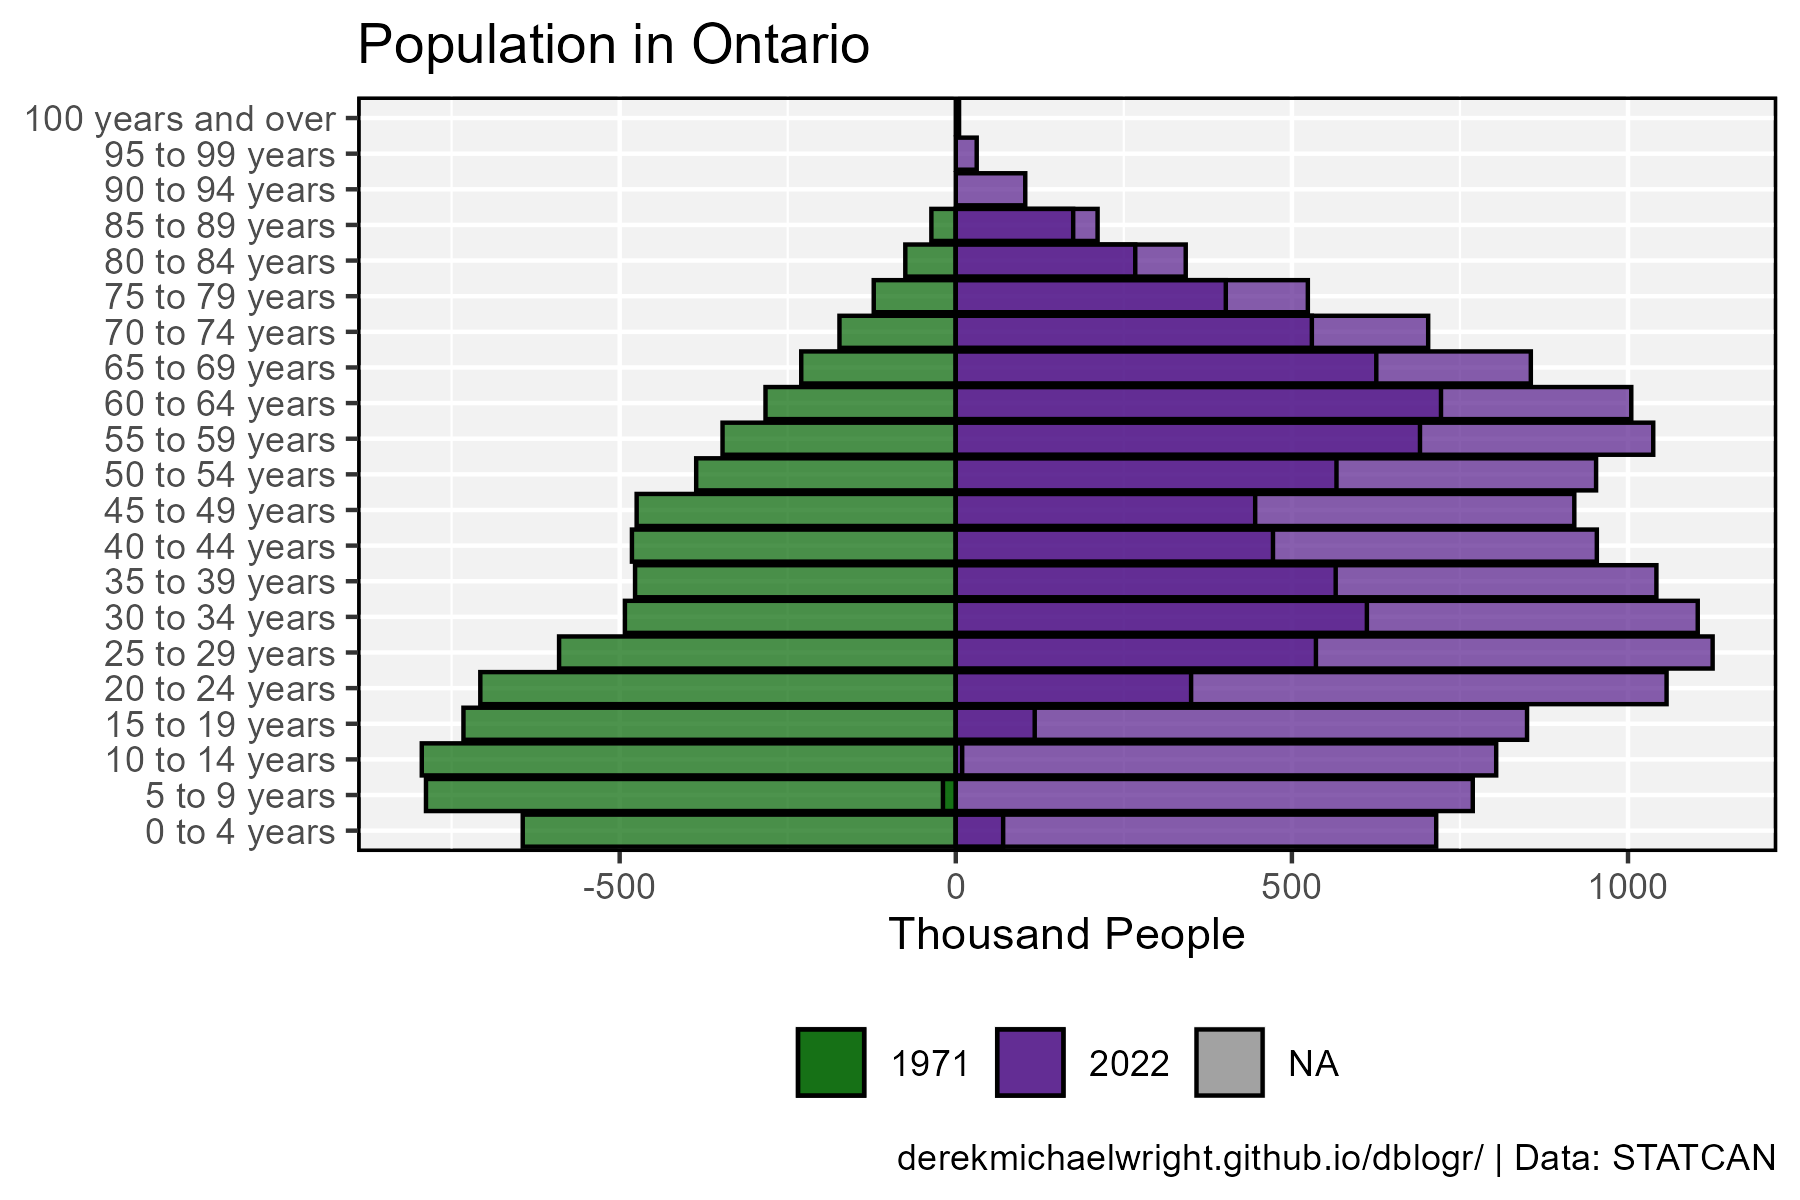 Population in Ontario
100 years and over
95 to 99 years
90 to 94 years
85 to 89 years
80 to 84 years
75 to 79 years
70 to 74 years
65 to 69 years
60 to 64 years
55 to 59 years
50 to 54 years
45 to 49 years
40 to 44 years
35 to 39 years
30 to 34 years
25 to 29 years
20 to 24 years
15 to 19 years
10 to 14 years
5 to 9 years
0 to 4 years
-500 0 500 1000
Thousand People
1971 2022 NA
derekmichaelwright.github.io/dblogr/ | Data: STATCAN